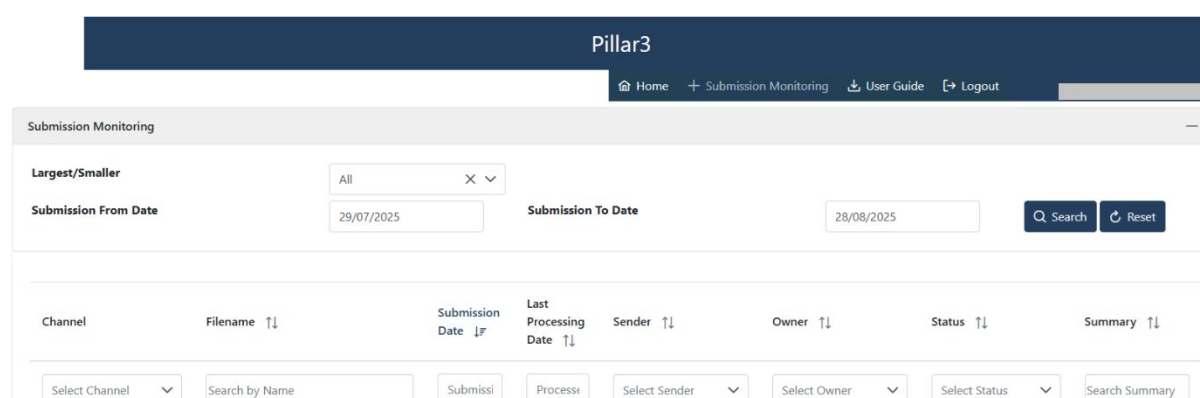 Pillar3
Home Submission Monitoring User Guide Logout
Submission Monitoring
Largest/Smaller All
Submission From Date 29/07/2025 Submission To Date 28/08/2025 Search Reset
Channel Filename Submission Date Last Processing Date Sender Owner Status Summary
Select Channel Search by Name Submissi Processe Select Sender Select Owner Select Status Search Summary